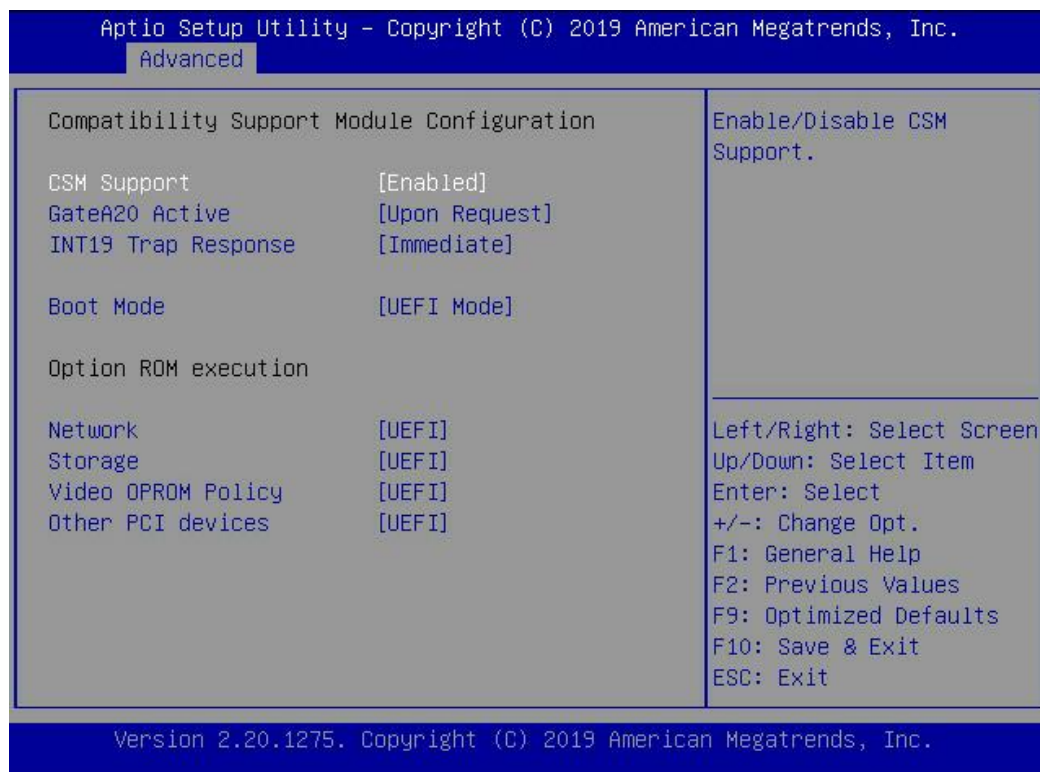 Aptio Setup Utility – Copyright (C) 2019 American Megatrends, Inc.
Advanced
Compatibility Support Module Configuration
CSM Support [Enabled]
GateA20 Active [Upon Request]
INT19 Trap Response [Immediate]
Boot Mode [UEFI Mode]
Option ROM execution
Network [UEFI]
Storage [UEFI]
Video OPROM Policy [UEFI]
Other PCI devices [UEFI]
Enable/Disable CSM
Support.
Left/Right: Select Screen
Up/Down: Select Item
Enter: Select
+/-: Change Opt.
F1: General Help
F2: Previous Values
F9: Optimized Defaults
F10: Save & Exit
ESC: Exit
Version 2.20.1275. Copyright (C) 2019 American Megatrends, Inc.